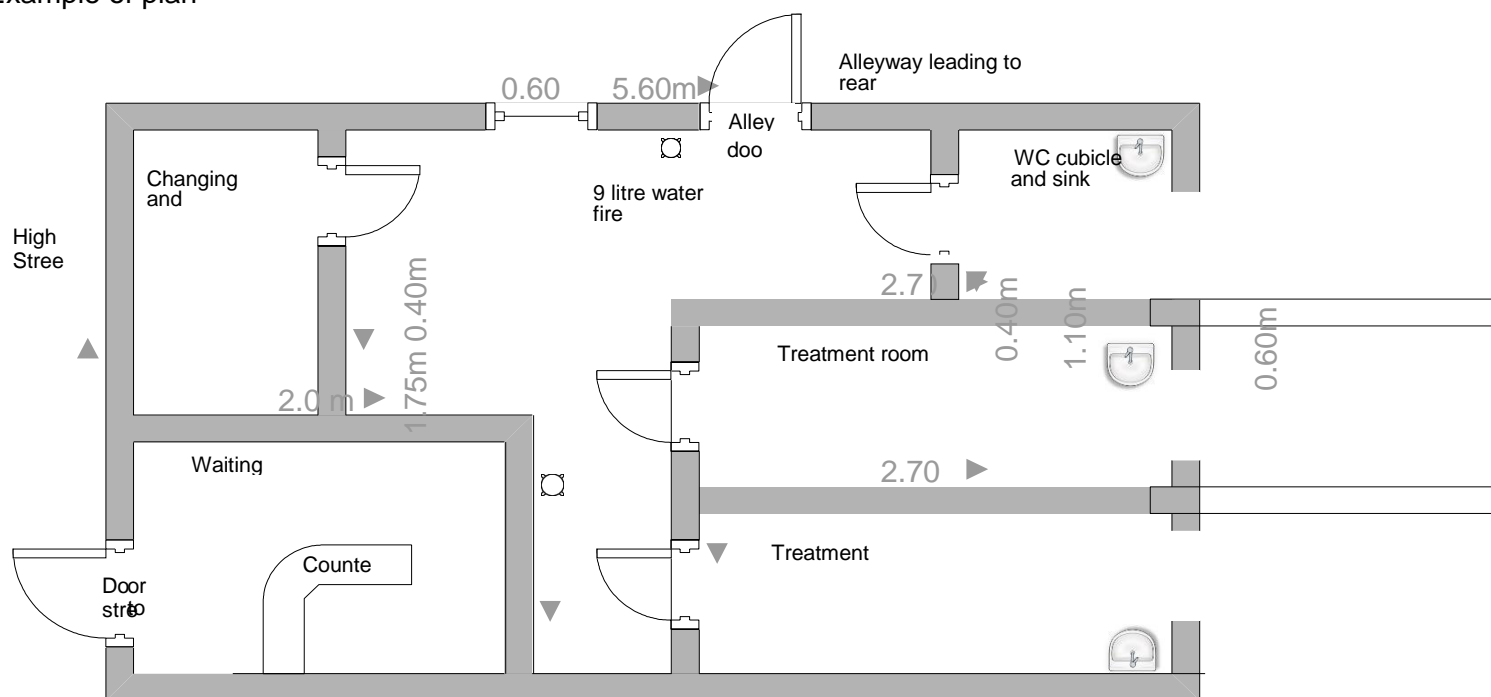 Example of plan
Alleyway leading to
rear
0.60
5.60m
Alley
doo
WC cubicle
and sink
Changing
and
9 litre water
fire
High
Stree
2.7
0.40m
1.10m
0.60m
1.75m 0.40m
Treatment room
2.0 m
Waiting
2.70
Treatment
Counte
Door
to
stre